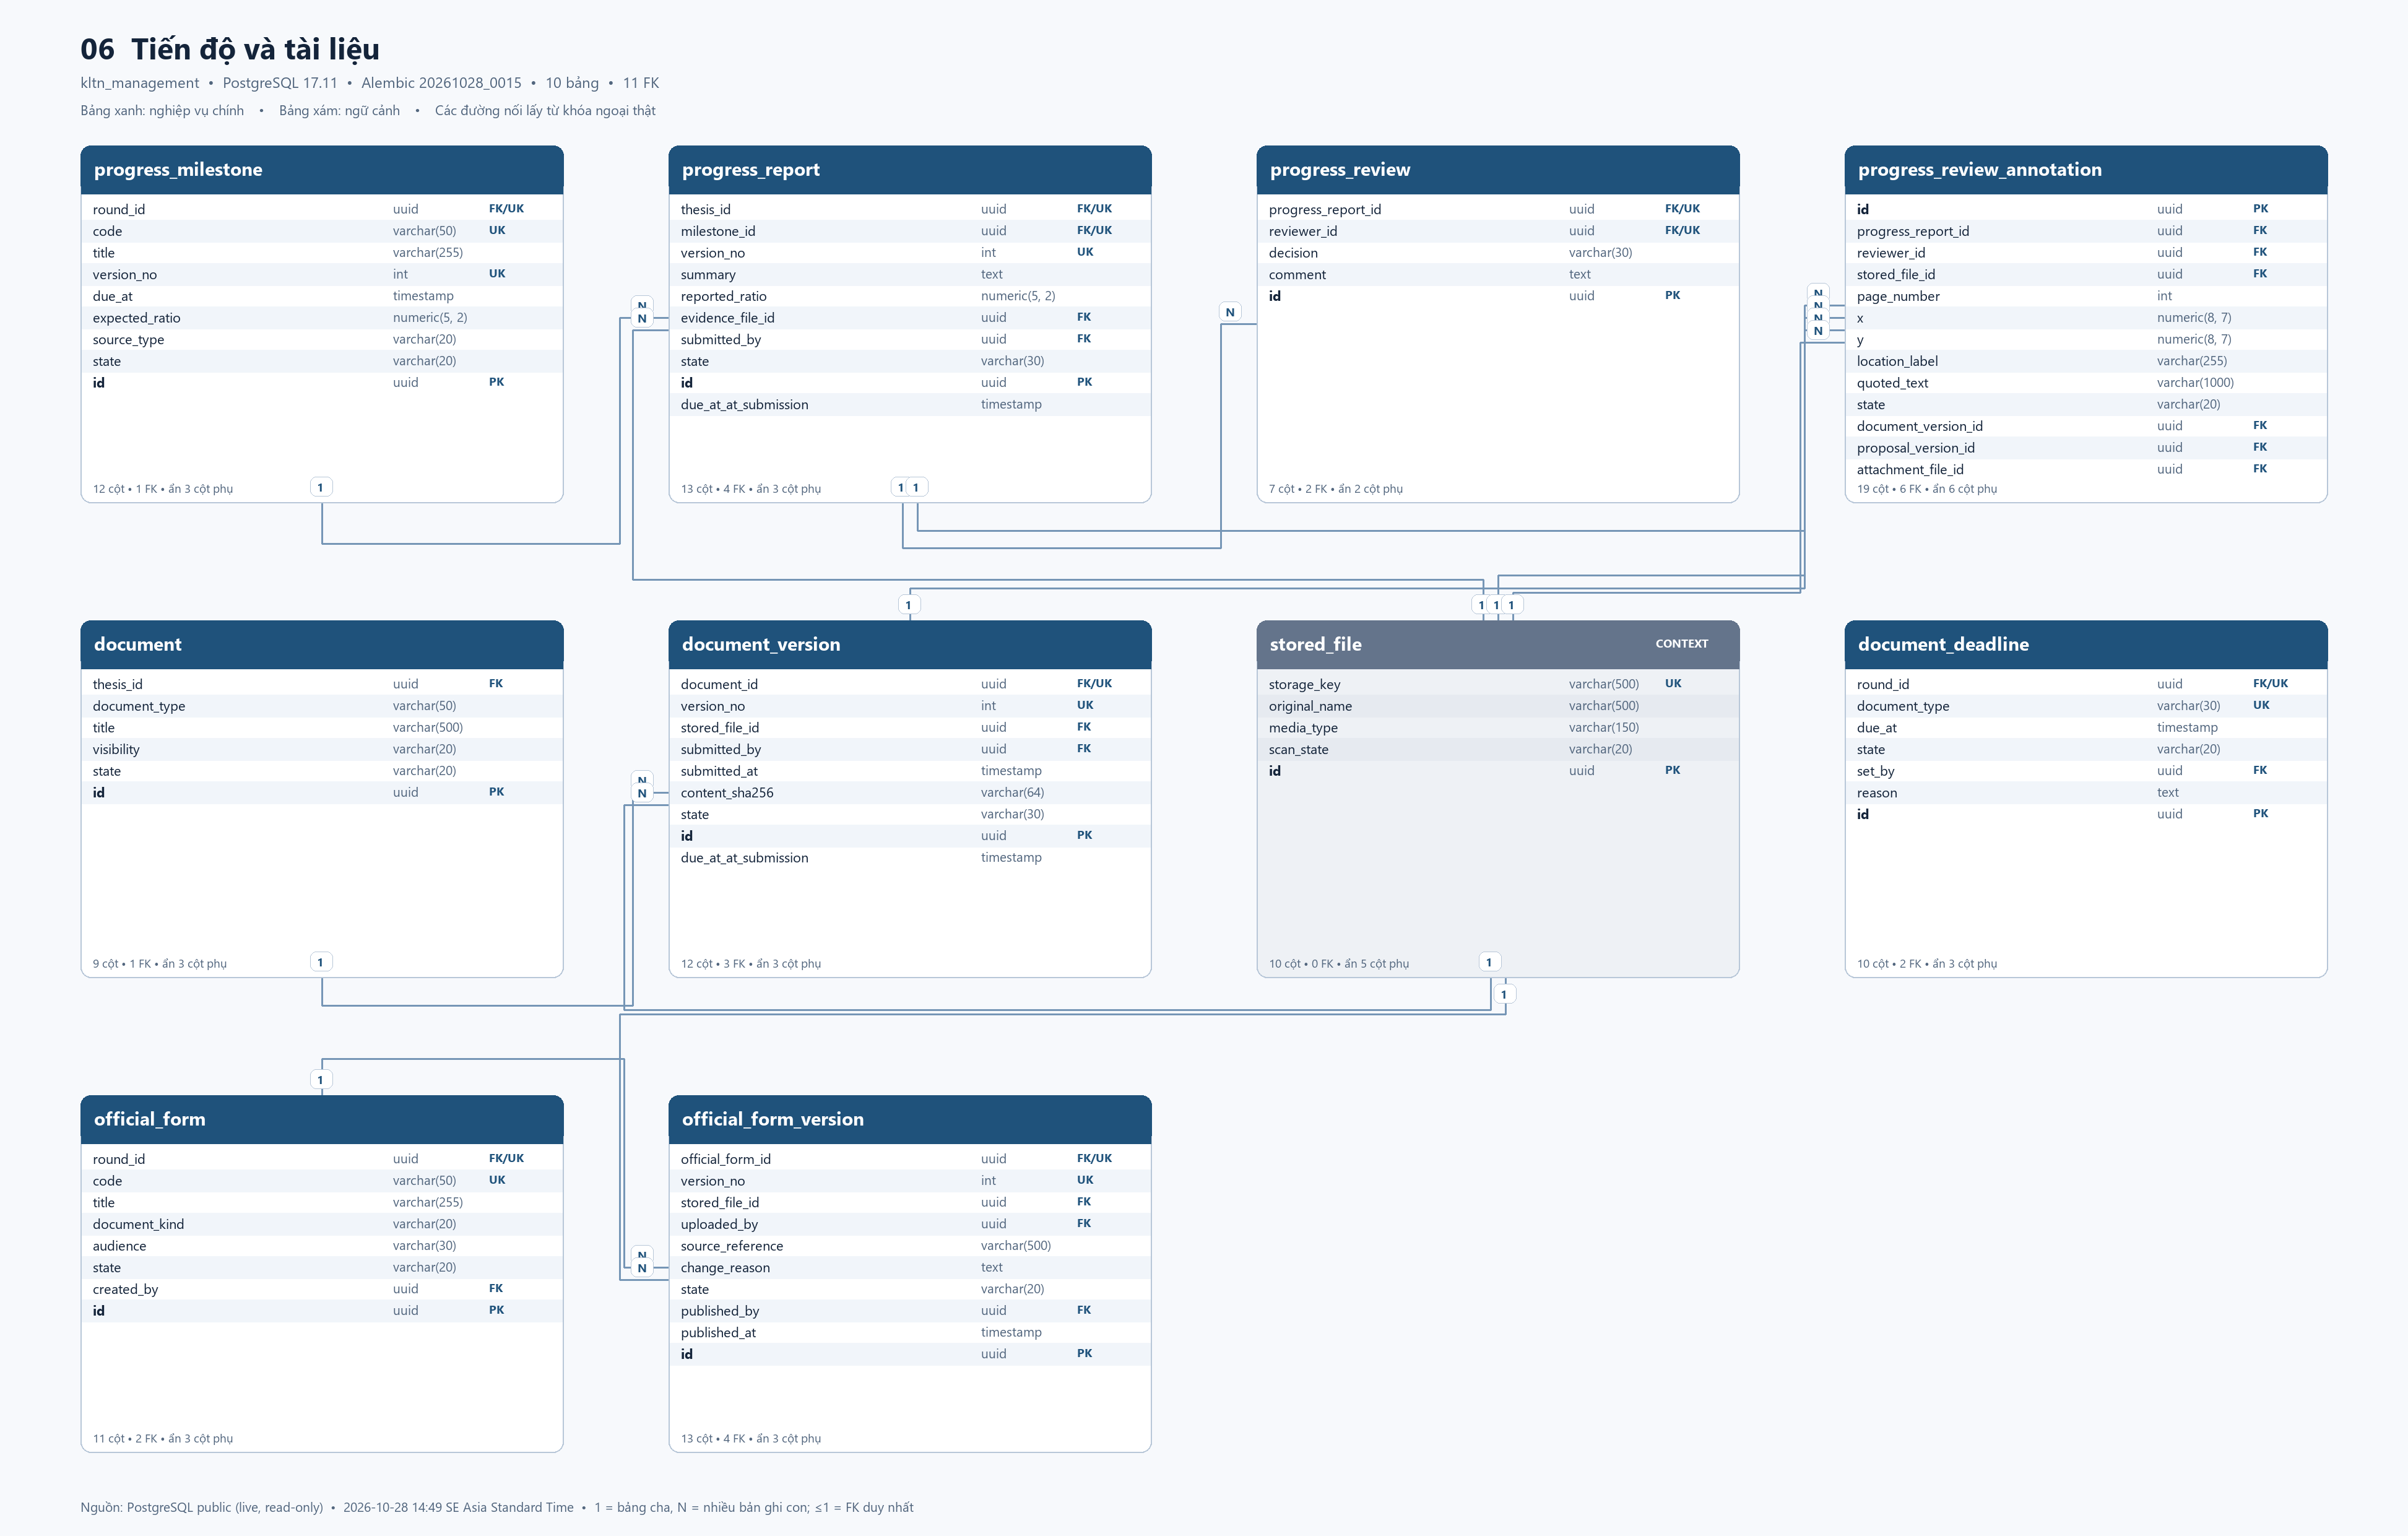 06 Tiến độ và tài liệu
kltn_management • PostgreSQL 17.11 • Alembic 20261028_0015 • 10 bảng • 11 FK
Bảng xanh: nghiệp vụ chính • Bảng xám: ngữ cảnh • Các đường nối lấy từ khóa ngoại thật
progress_milestone
round_id uuid FK/UK
code varchar(50) UK
title varchar(255)
version_no int UK
due_at timestamp
expected_ratio numeric(5, 2)
source_type varchar(20)
state varchar(20)
id uuid PK
12 cột • 1 FK • ẩn 3 cột phụ
1
progress_report
thesis_id uuid FK/UK
milestone_id uuid FK/UK
version_no int UK
summary text
reported_ratio numeric(5, 2)
evidence_file_id uuid FK
submitted_by uuid FK
state varchar(30)
id uuid PK
due_at_at_submission timestamp
13 cột • 4 FK • ẩn 3 cột phụ
N
N
1 1
progress_review
progress_report_id uuid FK/UK
reviewer_id uuid FK/UK
decision varchar(30)
comment text
id uuid PK
7 cột • 2 FK • ẩn 2 cột phụ
N
progress_review_annotation
id uuid PK
progress_report_id uuid FK
reviewer_id uuid FK
stored_file_id uuid FK
page_number int
x numeric(8, 7)
y numeric(8, 7)
location_label varchar(255)
quoted_text varchar(1000)
state varchar(20)
document_version_id uuid FK
proposal_version_id uuid FK
attachment_file_id uuid FK
19 cột • 6 FK • ẩn 6 cột phụ
N
N
N
N
document
thesis_id uuid FK
document_type varchar(50)
title varchar(500)
visibility varchar(20)
state varchar(20)
id uuid PK
9 cột • 1 FK • ẩn 3 cột phụ
1
1
document_version
document_id uuid FK/UK
version_no int UK
stored_file_id uuid FK
submitted_by uuid FK
submitted_at timestamp
content_sha256 varchar(64)
state varchar(30)
id uuid PK
due_at_at_submission timestamp
12 cột • 3 FK • ẩn 3 cột phụ
N
N
1 1 1
stored_file CONTEXT
storage_key varchar(500) UK
original_name varchar(500)
media_type varchar(150)
scan_state varchar(20)
id uuid PK
10 cột • 0 FK • ẩn 5 cột phụ
1
1
document_deadline
round_id uuid FK/UK
document_type varchar(30) UK
due_at timestamp
state varchar(20)
set_by uuid FK
reason text
id uuid PK
10 cột • 2 FK • ẩn 3 cột phụ
1
official_form
round_id uuid FK/UK
code varchar(50) UK
title varchar(255)
document_kind varchar(20)
audience varchar(30)
state varchar(20)
created_by uuid FK
id uuid PK
11 cột • 2 FK • ẩn 3 cột phụ
official_form_version
official_form_id uuid FK/UK
version_no int UK
stored_file_id uuid FK
uploaded_by uuid FK
source_reference varchar(500)
change_reason text
state varchar(20)
published_by uuid FK
published_at timestamp
id uuid PK
13 cột • 4 FK • ẩn 3 cột phụ
N
N
Nguồn: PostgreSQL public (live, read-only) • 2026-10-28 14:49 SE Asia Standard Time • 1 = bảng cha, N = nhiều bản ghi con; ≤1 = FK duy nhất